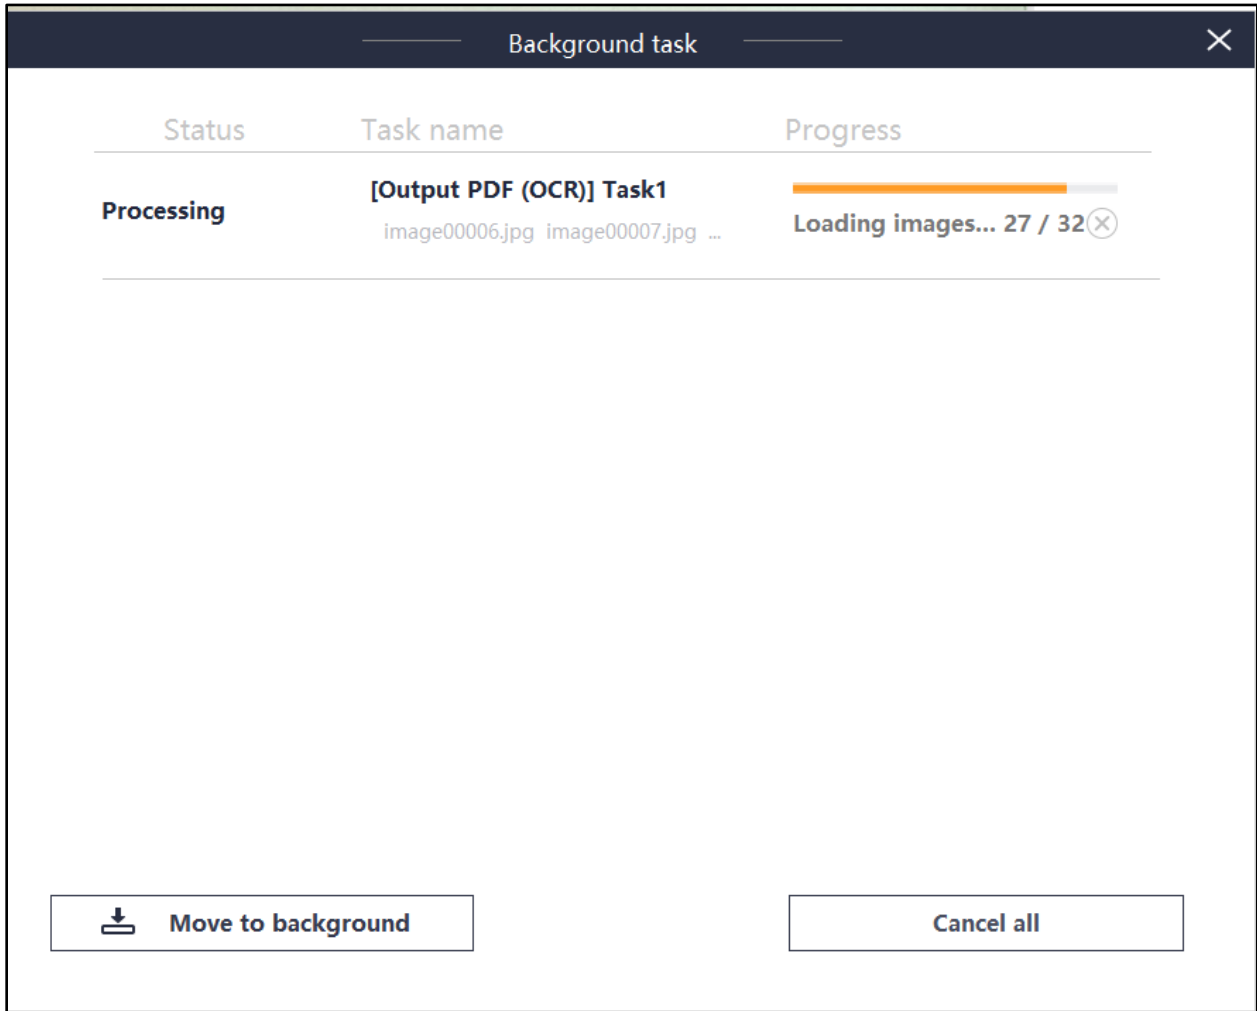 Background task
Status Task name Progress
[Output PDF (OCR)] Task1
Processing
image00006.jpg image00007.jpg ...
Loading images... 27 / 32
Move to background
Cancel all